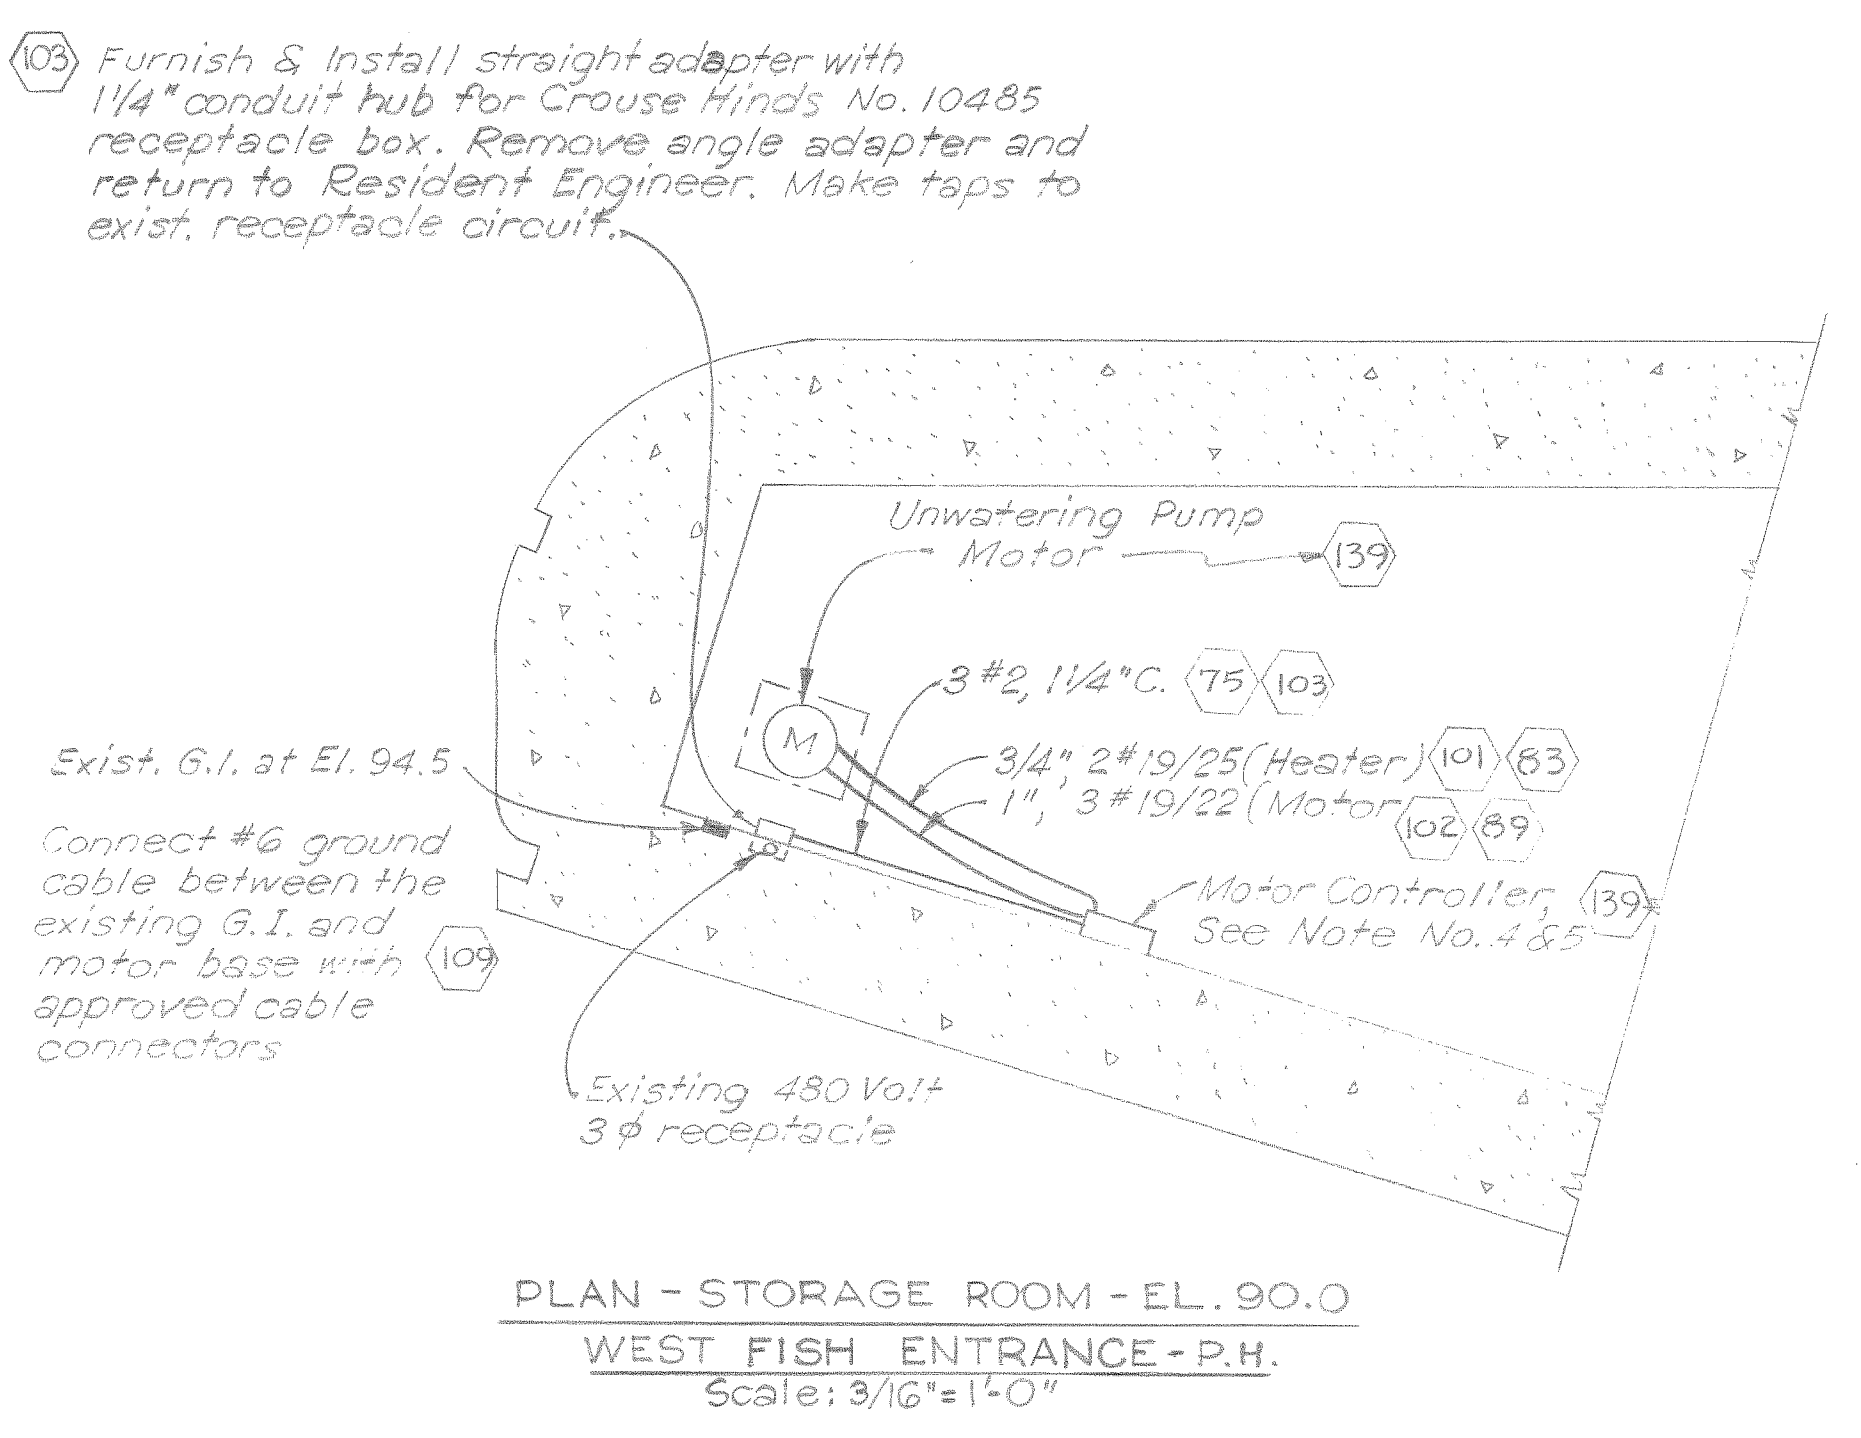 103 Furnish & Install straight adapter with
1 1/4" conduit hub for Crouse Hinds No. 10485
receptacle box. Remove angle adapter and
return to Resident Engineer. Make taps to
exist. receptacle circuit.
Unwatering Pump
Motor 139
M
3 #2, 1 1/4" C. 75 103
3/4", 2#19/25 (Heater) 101 83
1", 3#19/22 (Motor 102 89
Exist. G.I. at El. 94.5
Connect #6 ground
cable between the
existing G.I. and
motor base with 109
approved cable
connectors
Motor Controller, 139
See Note No. 4 & 5
Existing 480 Volt
3 ϕ receptacle
PLAN - STORAGE ROOM - EL. 90.0
WEST FISH ENTRANCE - P.H.
Scale: 3/16" = 1'-0"